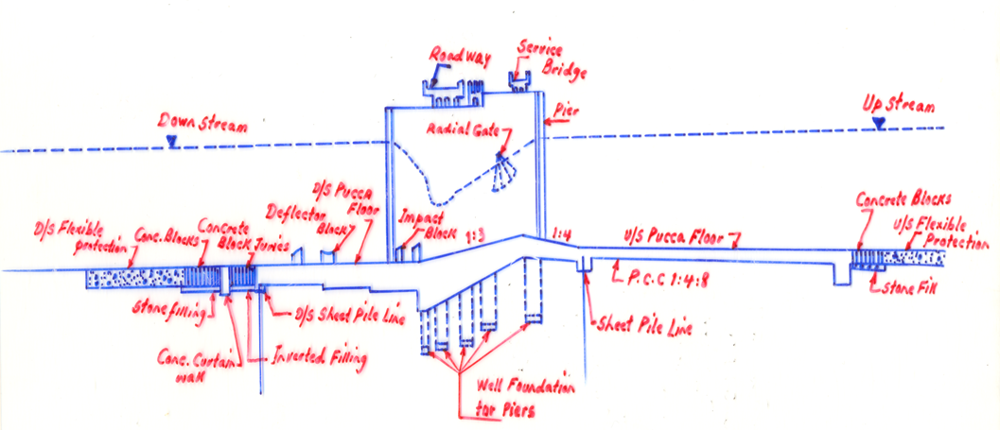 Roadway
Service
Bridge
Pier
Up Stream
Down Stream
Radial Gate
D/S Pucca
Floor
Deflector
Block
Impact
Block
1:3
1:4
U/S Pucca Floor
Concrete Blocks
U/S Flexible
Protection
D/S Flexible
protection
Conc. Blocks
Concrete
Block
P.C.C 1:4:8
Stone Fill
Stone filling
D/S Sheet Pile Line
Sheet Pile Line
Conc. Curtain
wall
Inverted Filling
Well Foundation
for Piers